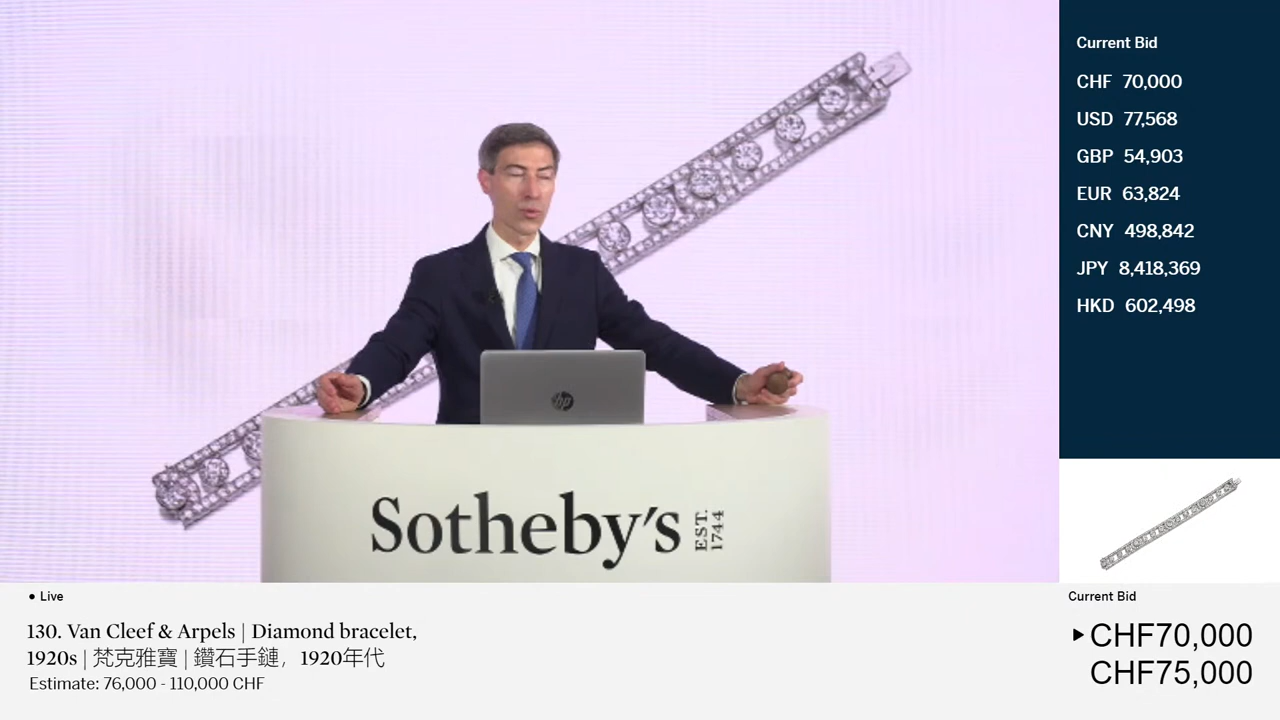 Current Bid
CHF 70,000
USD 77,568
GBP 54,903
EUR 63,824
CNY 498,842
JPY 8,418,369
HKD 602,498
hp
Sotheby's EST. 1744
• Live
130. Van Cleef & Arpels | Diamond bracelet,
1920s | 梵克雅寶 | 鑽石手鏈，1920年代
Estimate: 76,000 - 110,000 CHF
Current Bid
CHF70,000
CHF75,000